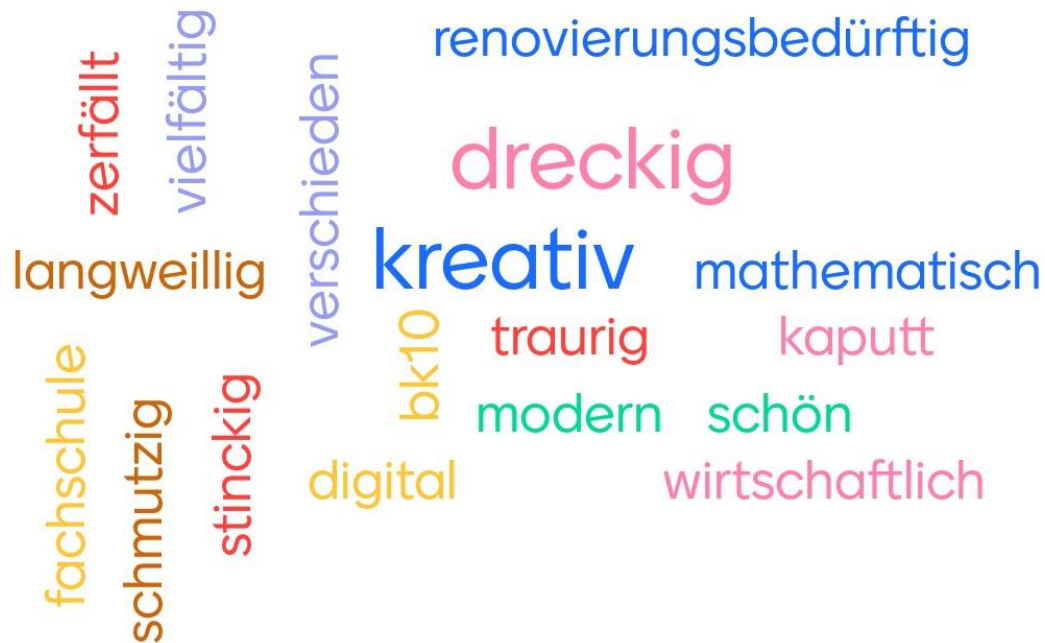 renovierungsbedürftig
zerfällt
vielfältig
verschieden
dreckig
langweillig
kreativ
mathematisch
bk10
traurig
kaputt
fachschule
schmutzig
stinckig
modern
schön
digital
wirtschaftlich